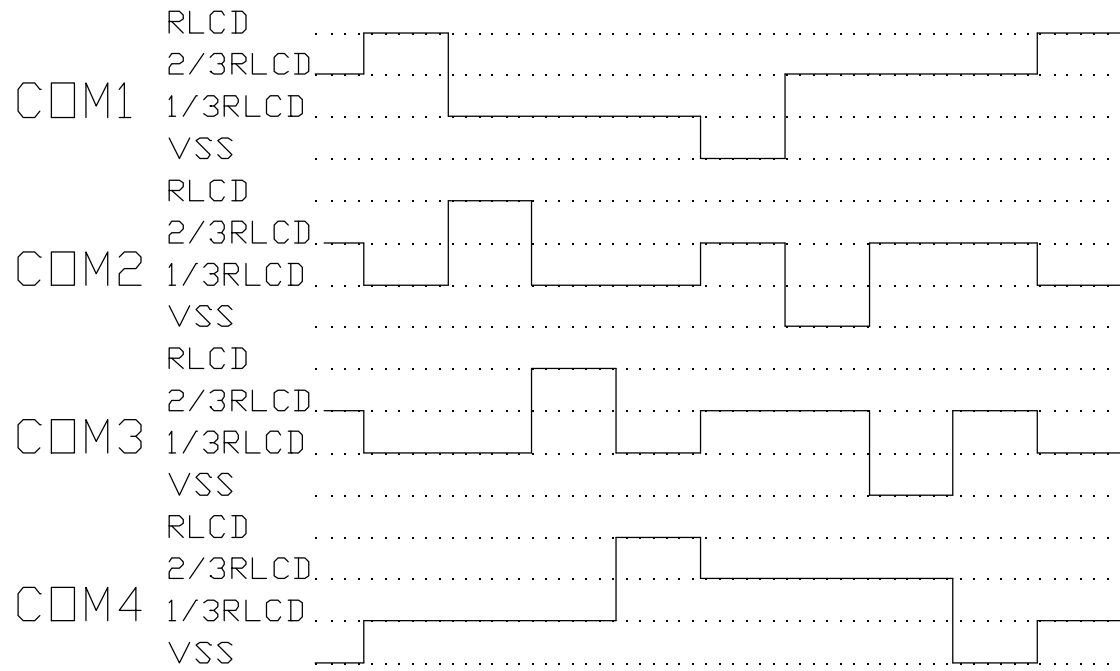 RLCD
2/3RLCD
COM1 1/3RLCD
VSS
RLCD
2/3RLCD
COM2 1/3RLCD
VSS
RLCD
2/3RLCD
COM3 1/3RLCD
VSS
RLCD
2/3RLCD
COM4 1/3RLCD
VSS